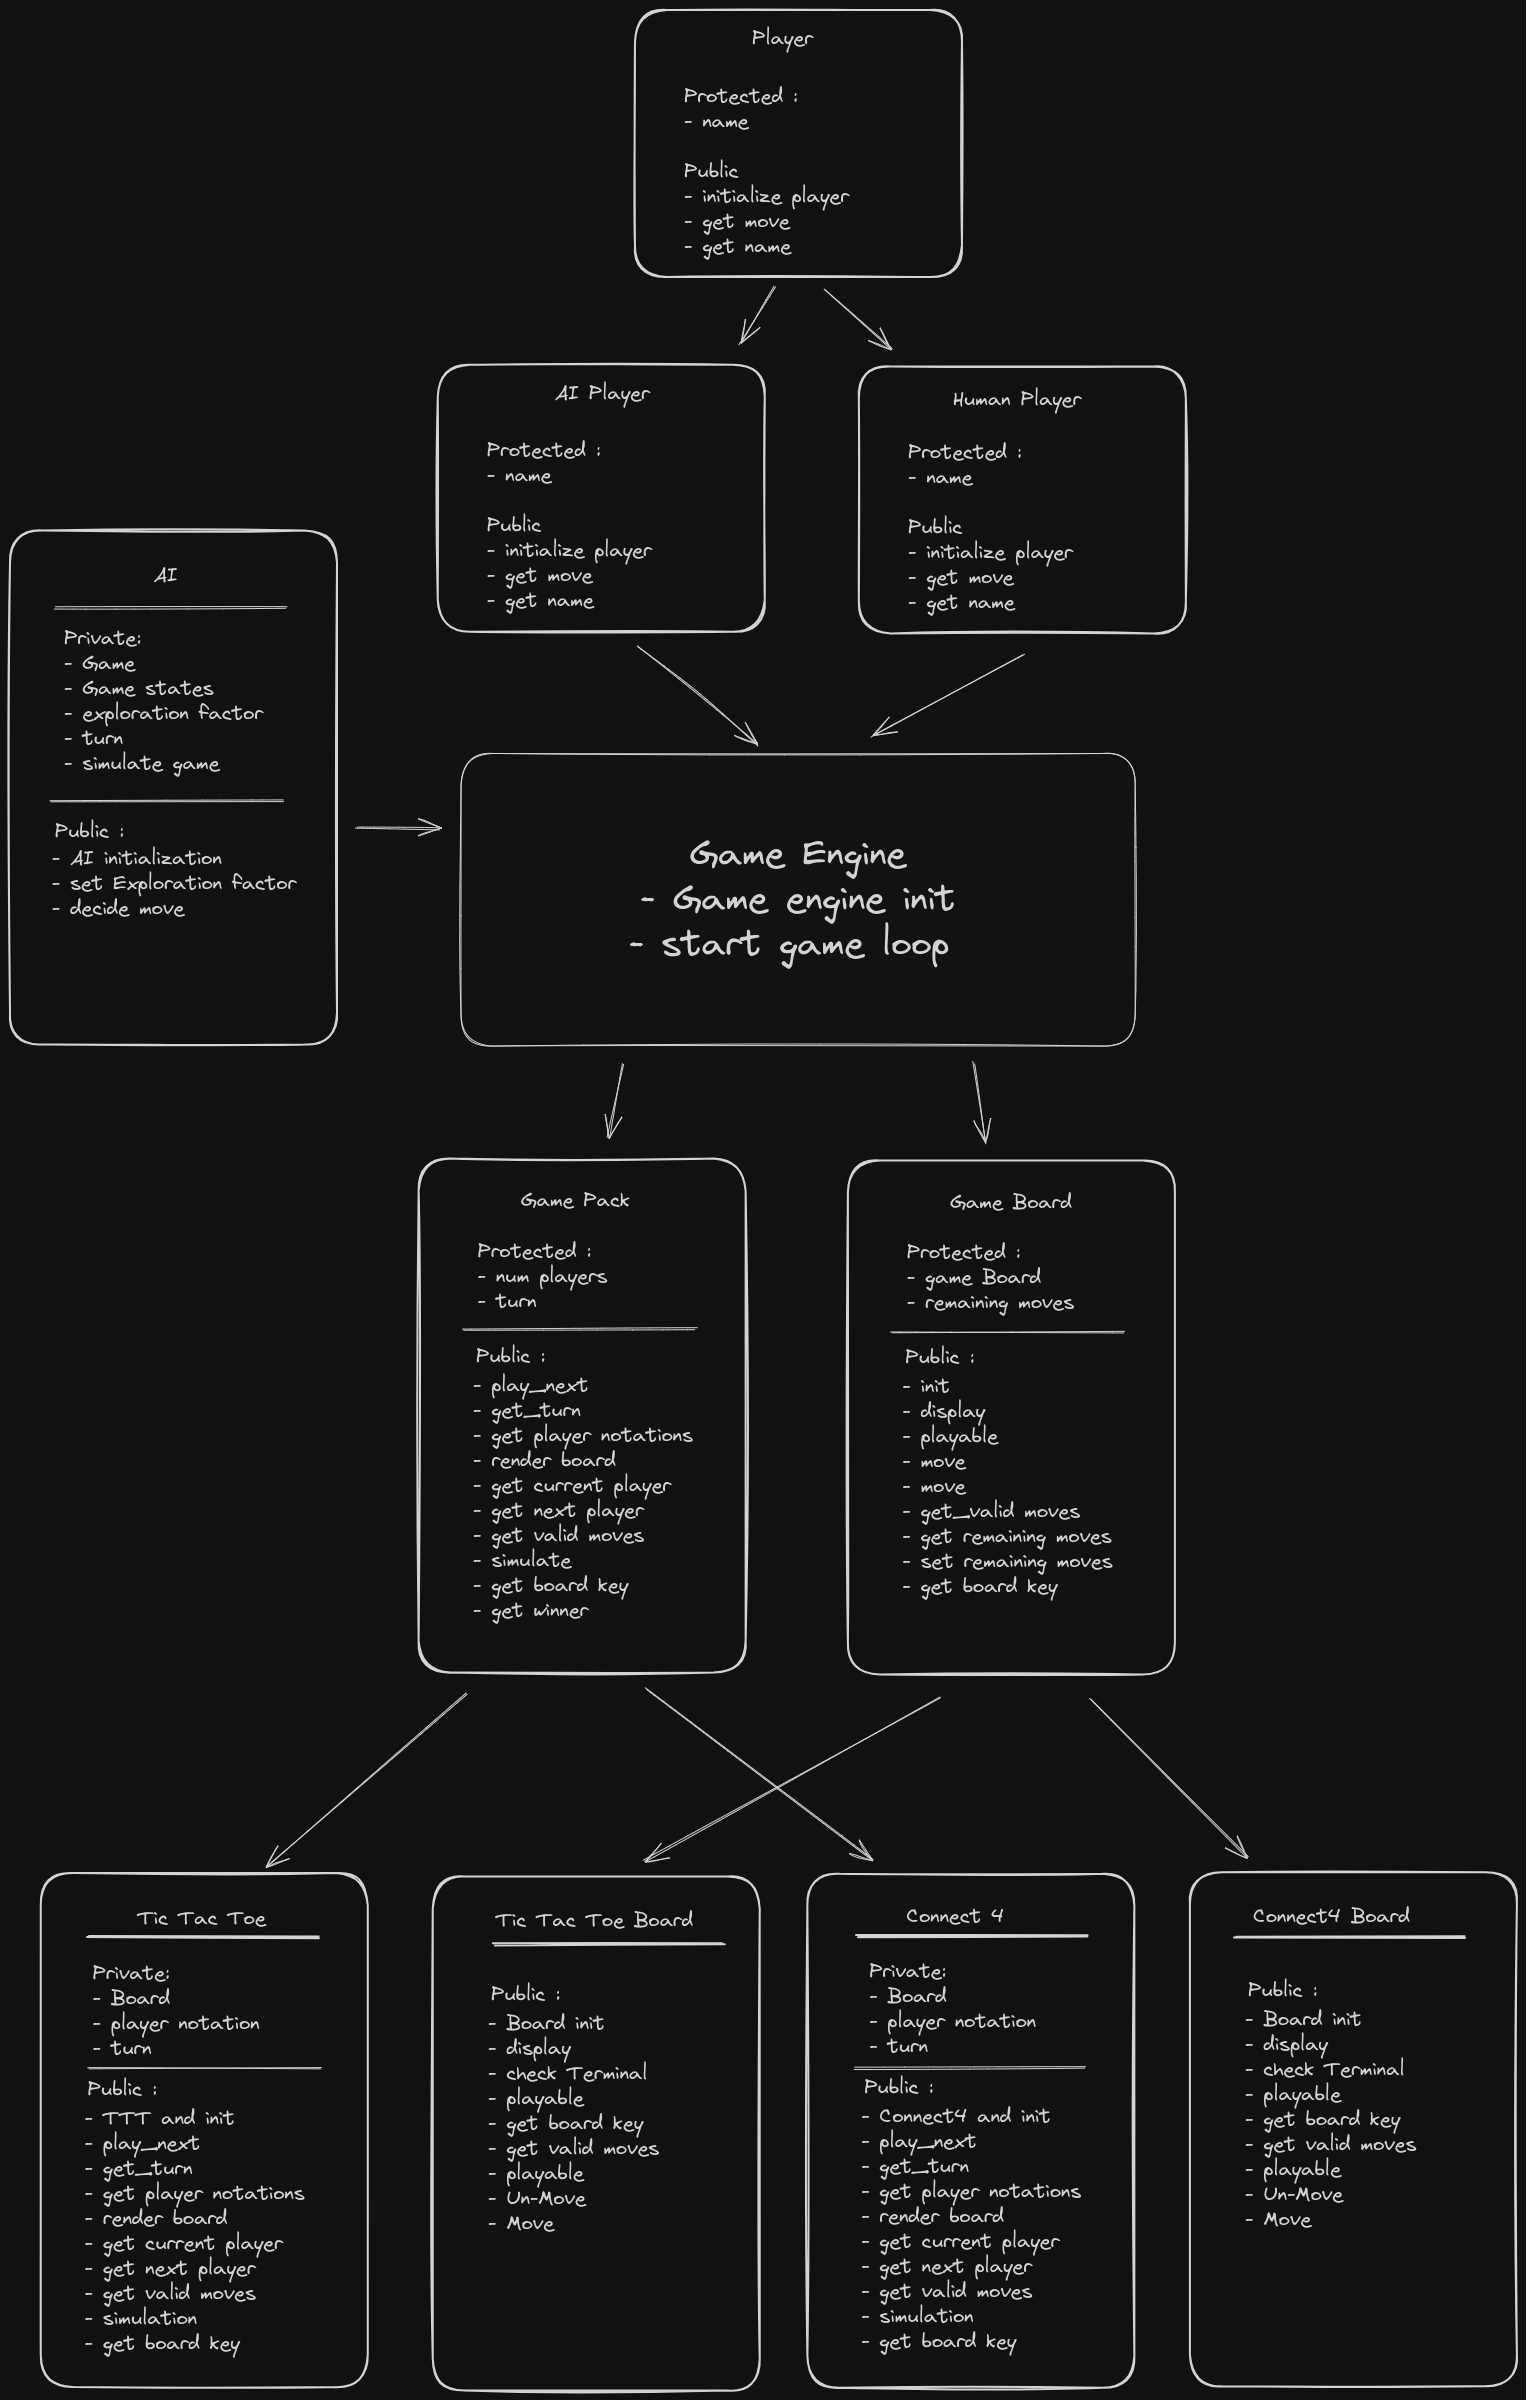 Player
Protected :
- name
Public
- initialize player
- get move
- get name
AI Player
Protected :
- name
Public
- initialize player
- get move
- get name
Human Player
Protected :
- name
Public
- initialize player
- get move
- get name
AI
Private:
- Game
- Game states
- exploration factor
- turn
- simulate game
Public :
- AI initialization
- set Exploration factor
- decide move
Game Engine
- Game engine init
- start game loop
Game Pack
Protected :
- num players
- turn
Public :
- play_next
- get_turn
- get player notations
- render board
- get current player
- get next player
- get valid moves
- simulate
- get board key
- get winner
Game Board
Protected :
- game Board
- remaining moves
Public :
- init
- display
- playable
- move
- move
- get_valid moves
- get remaining moves
- set remaining moves
- get board key
Tic Tac Toe
Private:
- Board
- player notation
- turn
Public :
- TTT and init
- play_next
- get_turn
- get player notations
- render board
- get current player
- get next player
- get valid moves
- simulation
- get board key
Tic Tac Toe Board
Public :
- Board init
- display
- check Terminal
- playable
- get board key
- get valid moves
- playable
- Un-Move
- Move
Connect 4
Private:
- Board
- player notation
- turn
Public :
- Connect4 and init
- play_next
- get_turn
- get player notations
- render board
- get current player
- get next player
- get valid moves
- simulation
- get board key
Connect4 Board
Public :
- Board init
- display
- check Terminal
- playable
- get board key
- get valid moves
- playable
- Un-Move
- Move